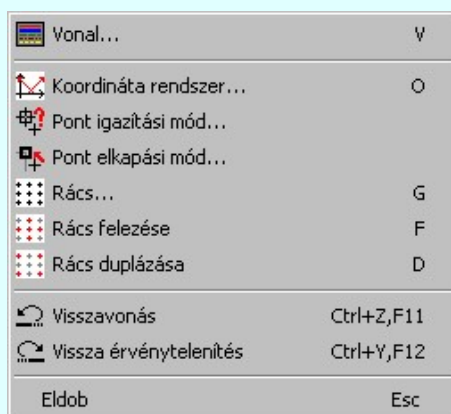 Vonal... V
Koordináta rendszer... O
Pont igazítási mód...
Pont elkapási mód...
Rács... G
Rács felezése F
Rács duplázása D
Visszavonás Ctrl+Z,F11
Vissza érvénytelenítés Ctrl+Y,F12
Eldob Esc